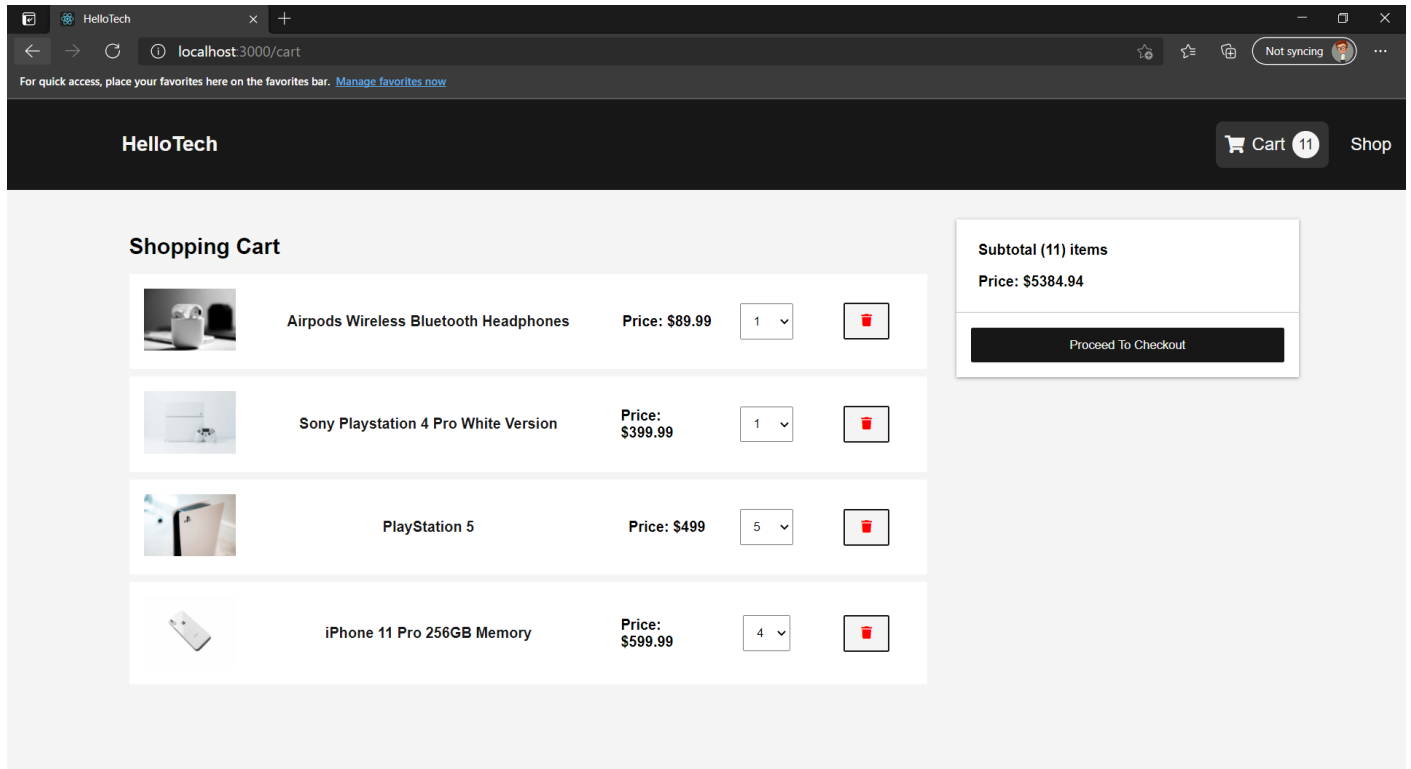 HelloTech
localhost:3000/cart
Not syncing
For quick access, place your favorites here on the favorites bar. Manage favorites now
HelloTech
Cart 11
Shop
Shopping Cart
Airpods Wireless Bluetooth Headphones
Price: $89.99
1
Sony Playstation 4 Pro White Version
Price:
$399.99
1
PlayStation 5
Price: $499
5
iPhone 11 Pro 256GB Memory
Price:
$599.99
4
Subtotal (11) items
Price: $5384.94
Proceed To Checkout